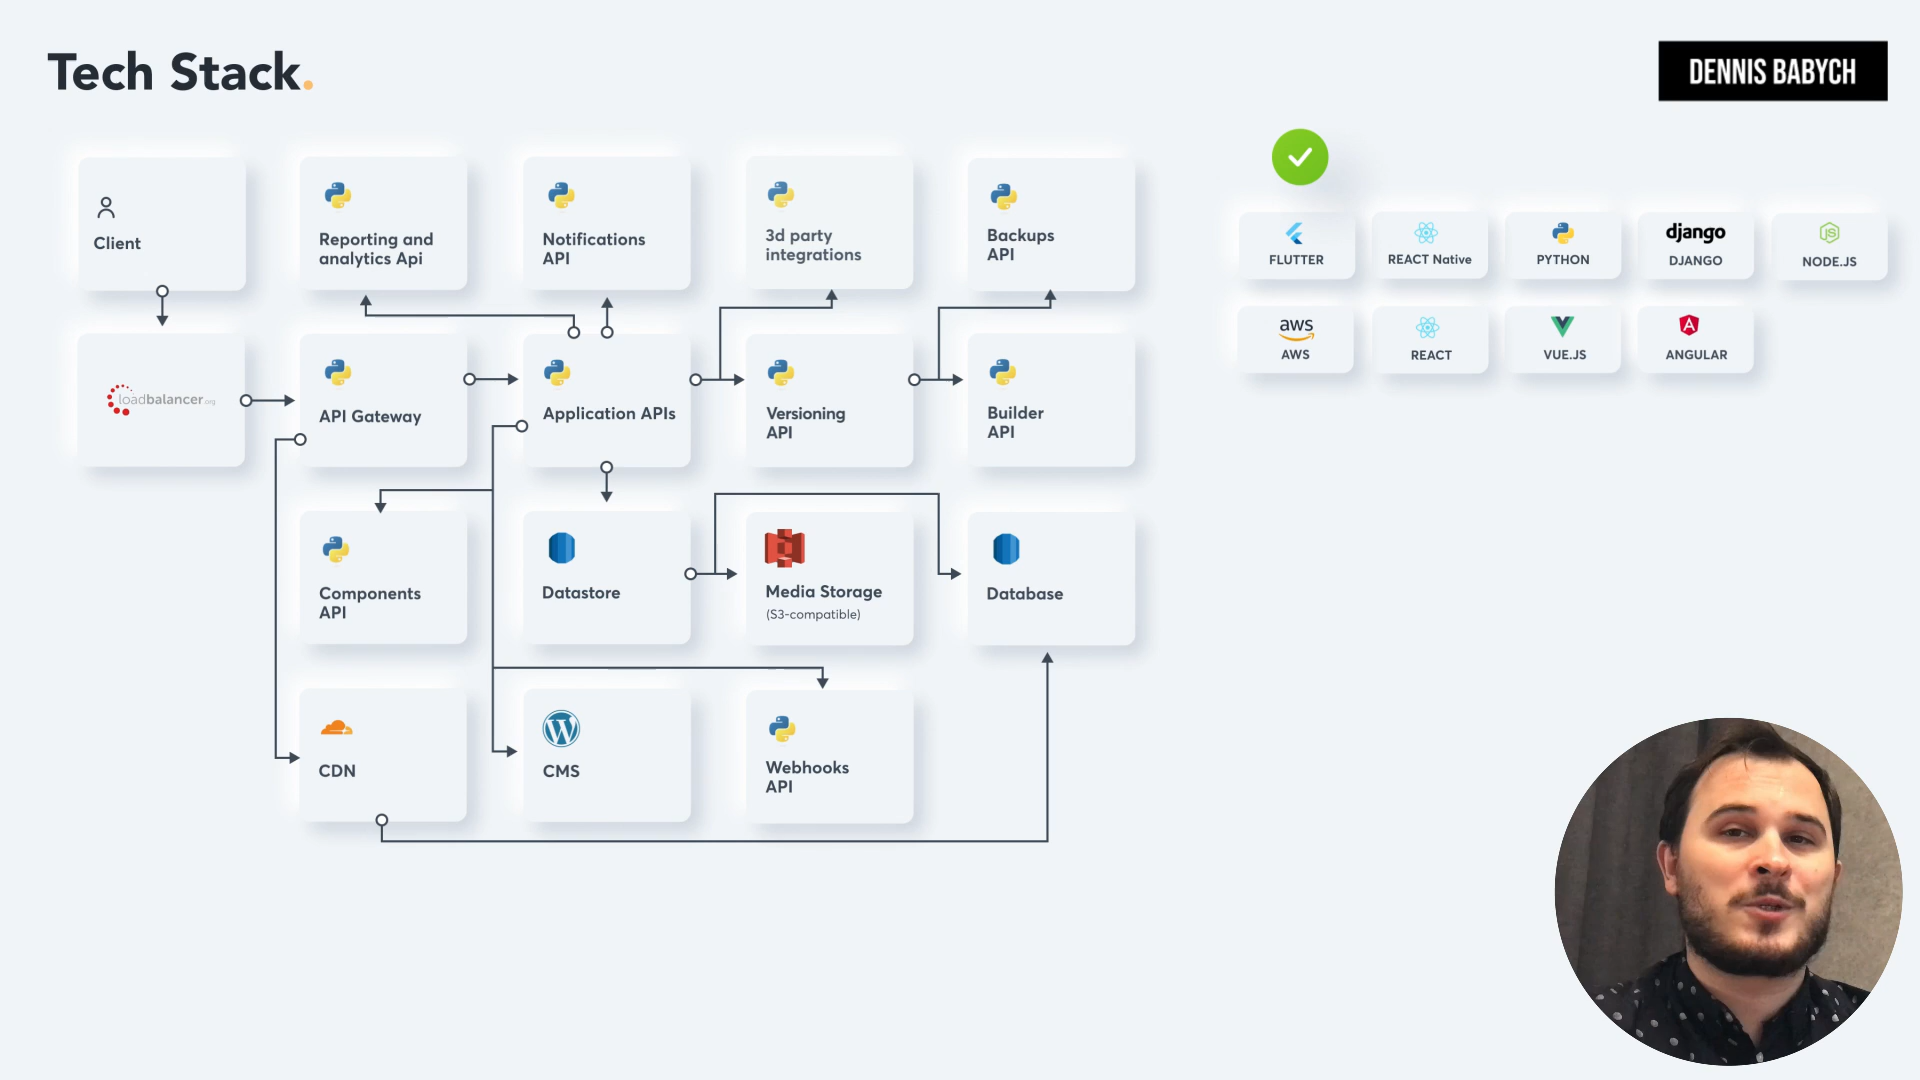 Tech Stack.
DENNIS BABYCH
Client
Reporting and
analytics Api
Notifications
API
3d party
integrations
Backups
API
FLUTTER
REACT Native
PYTHON
django
DJANGO
JS
NODE.JS
aws
AWS
REACT
VUE.JS
A
ANGULAR
loadbalancer.org
API Gateway
Application APIs
Versioning
API
Builder
API
Components
API
Datastore
Media Storage
(S3-compatible)
Database
CDN
W
CMS
Webhooks
API